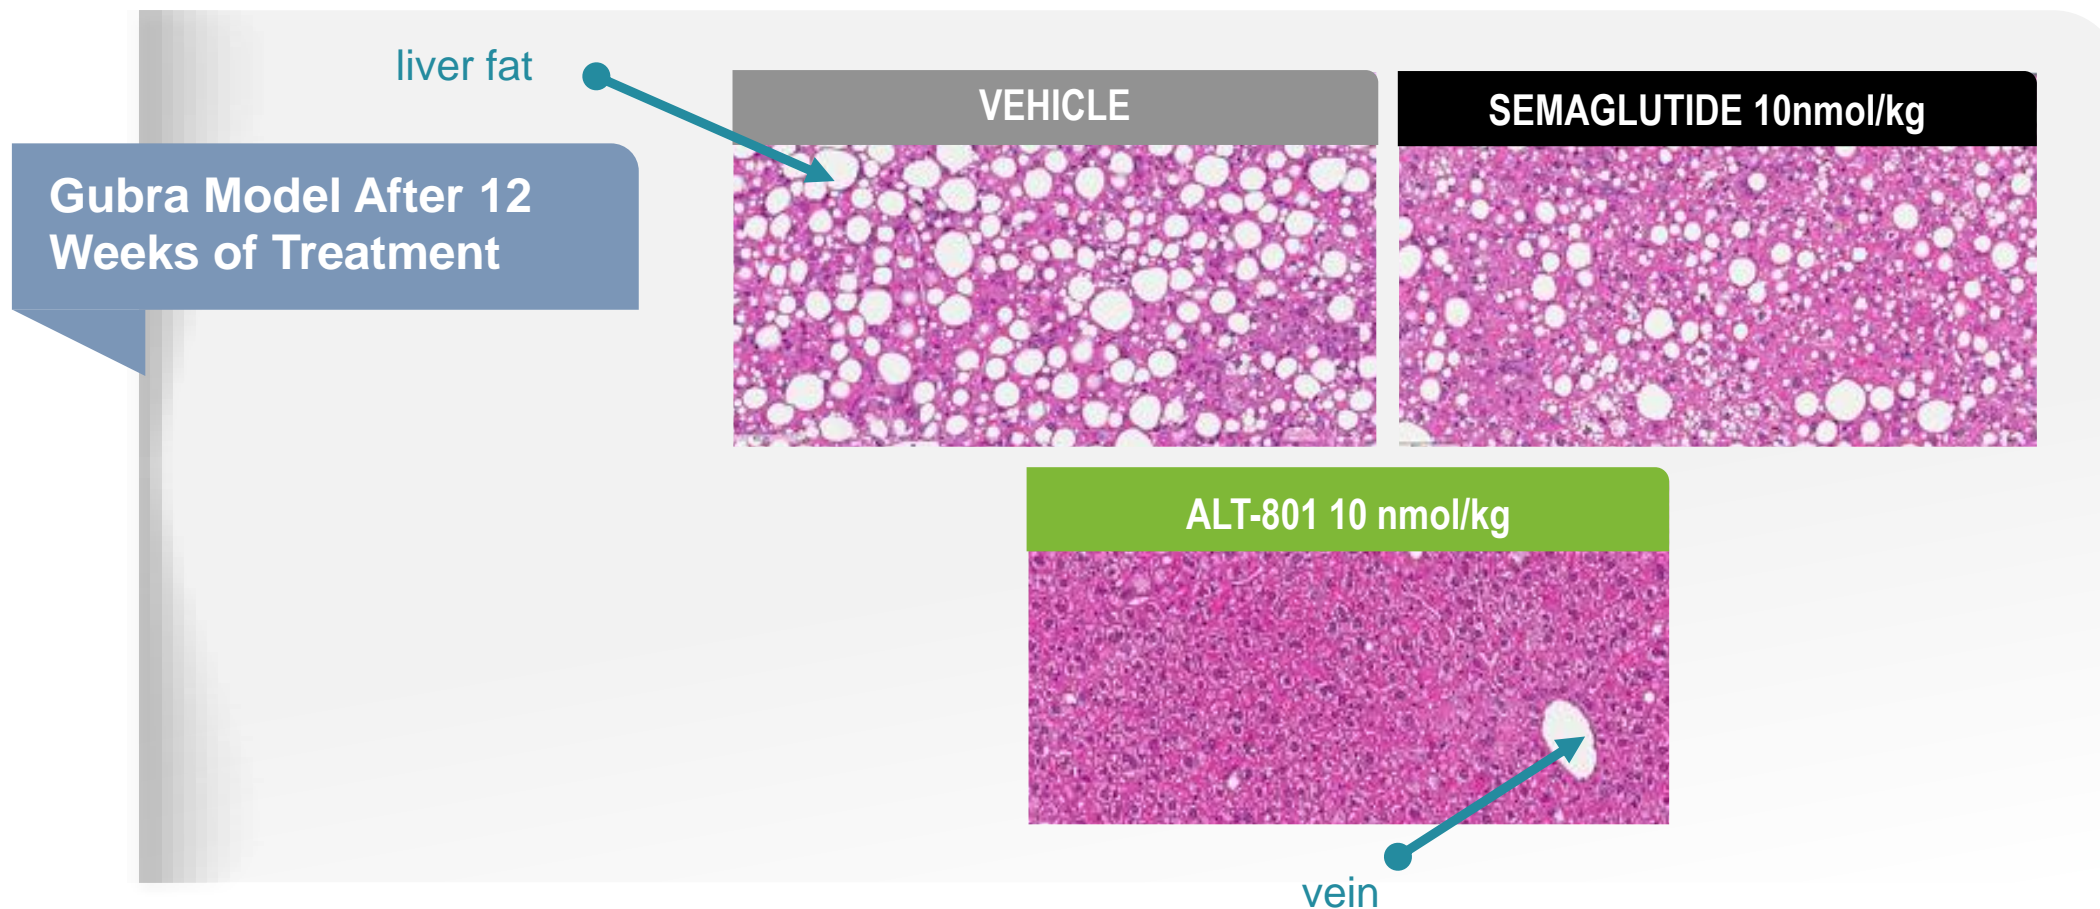 liver fat
VEHICLE
SEMAGLUTIDE 10nmol/kg
Gubra Model After 12
Weeks of Treatment
ALT-801 10 nmol/kg
vein